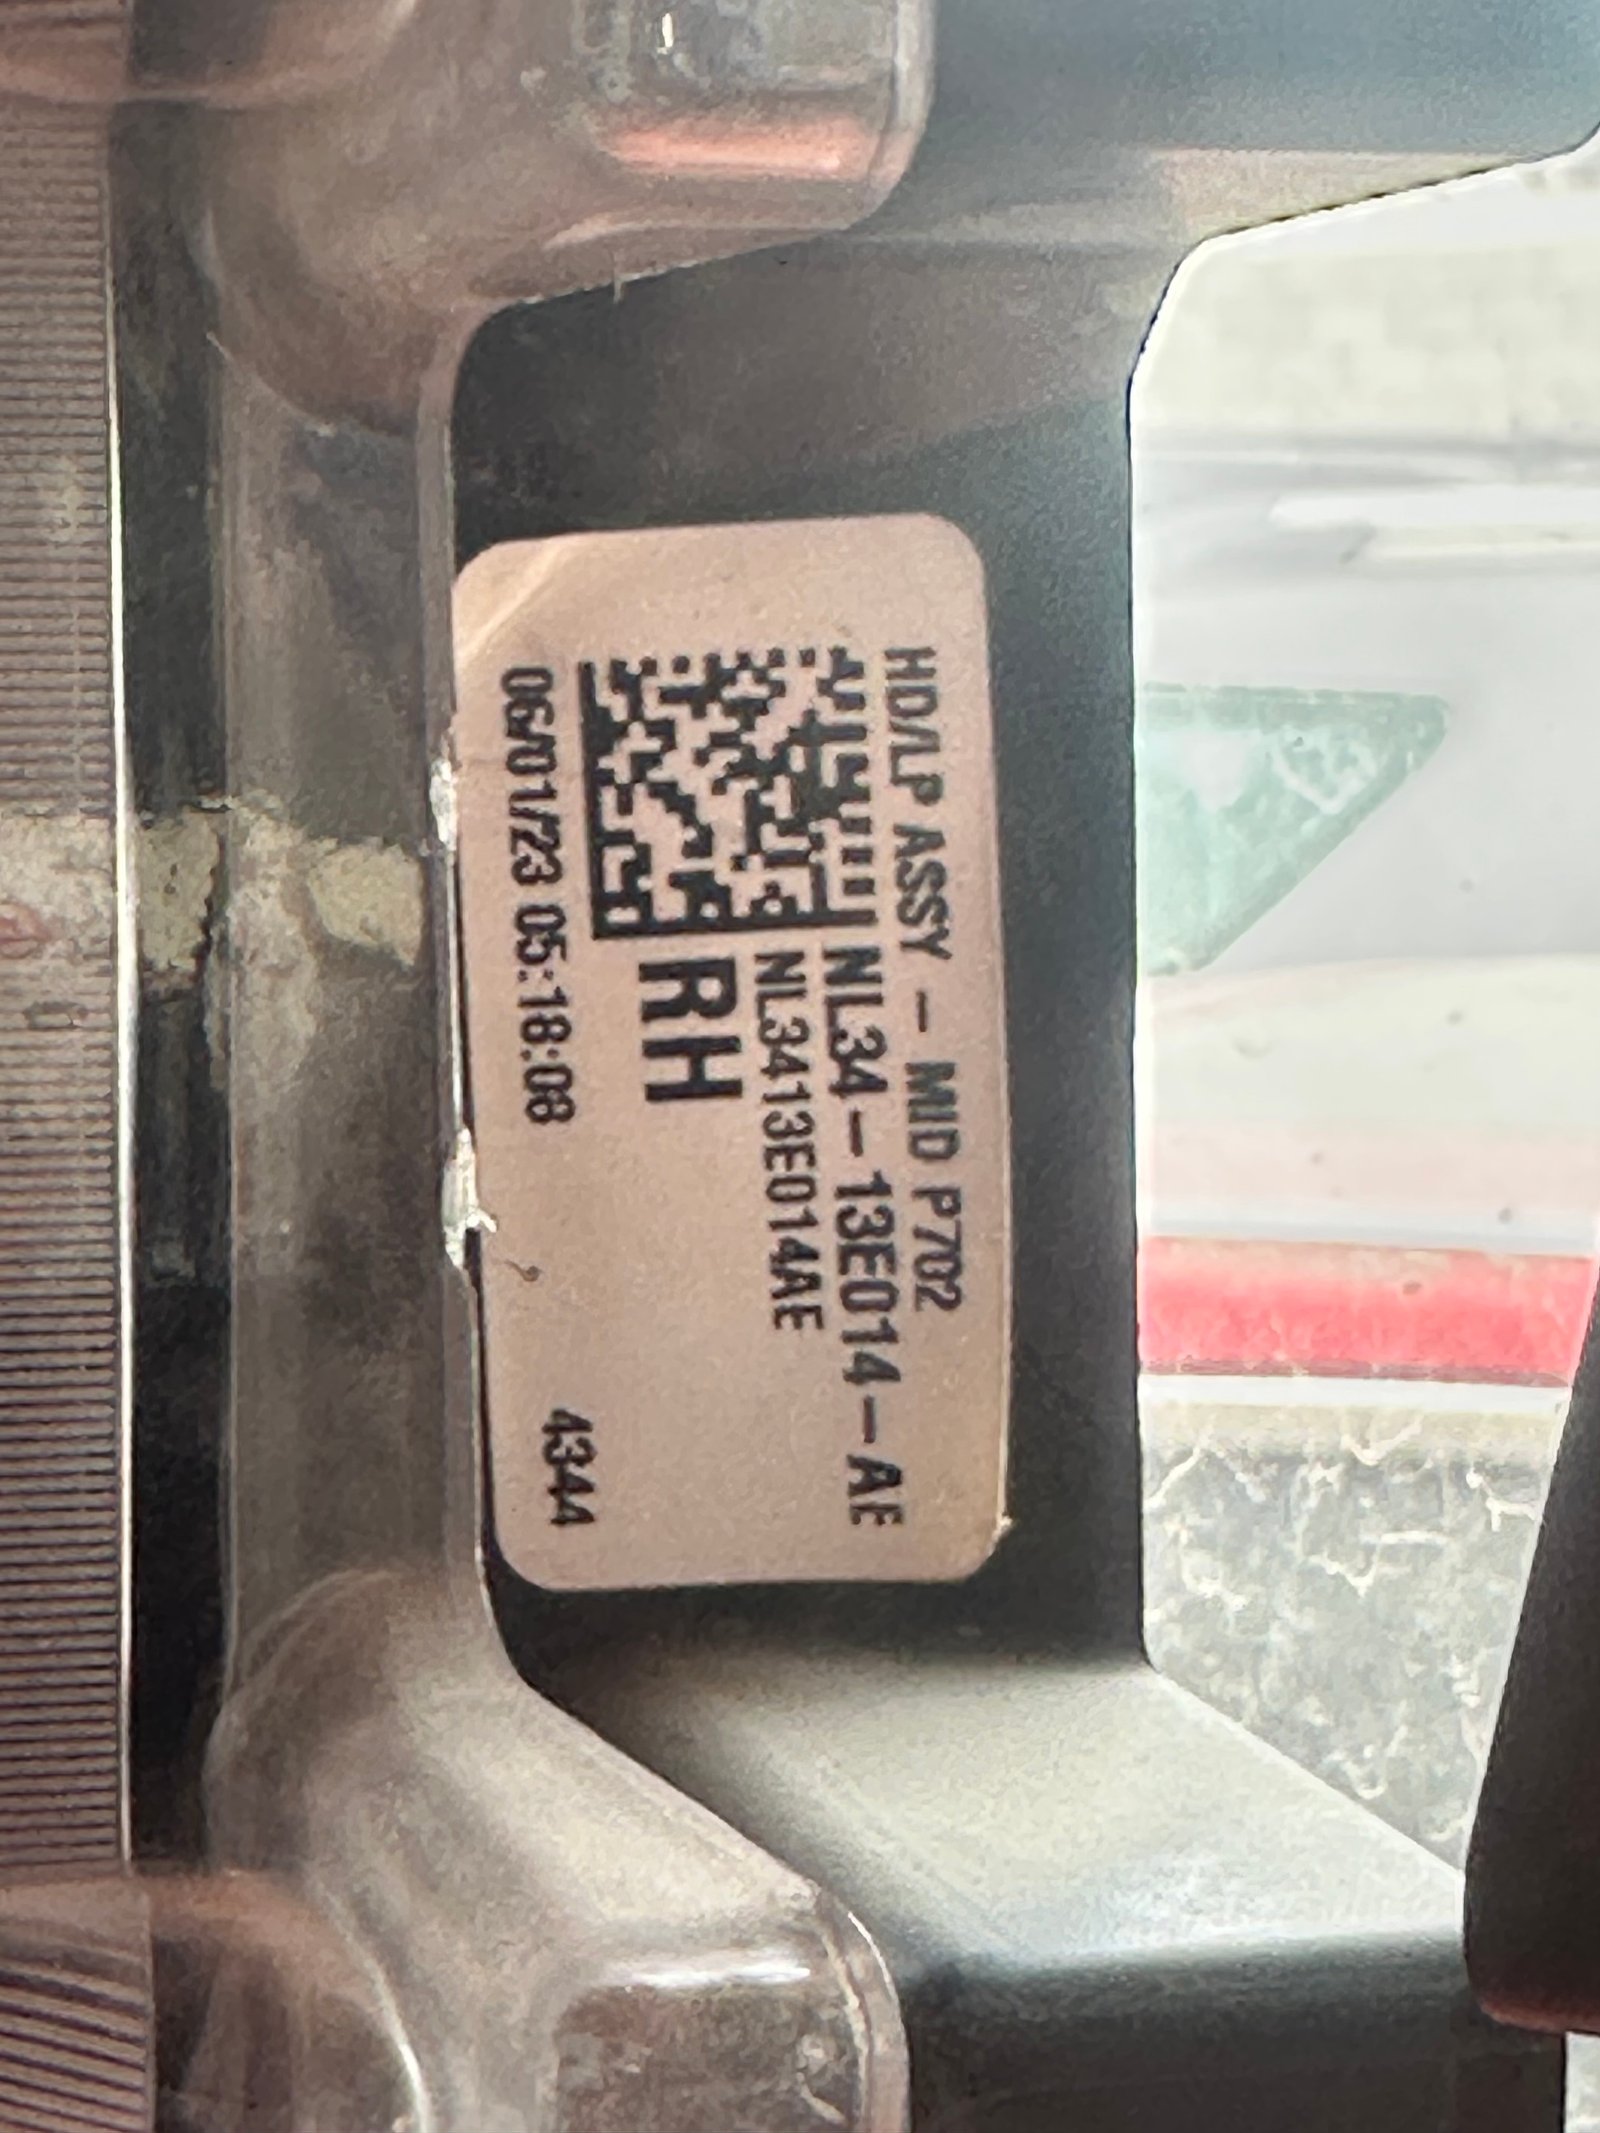 HD/LP ASSY - MID P702
NL34-13E014-AE
NL3413E014AE
RH
06/01/23 05:18:08 4344